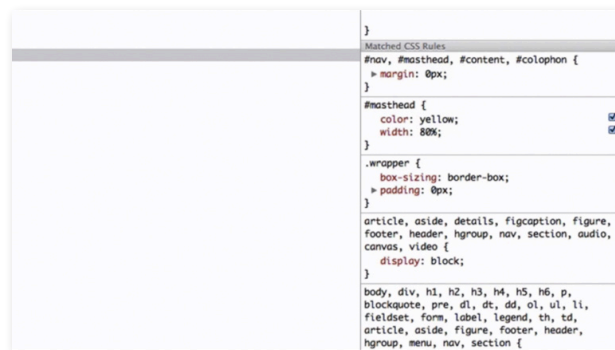 }
Matched CSS Rules
#nav, #masthead, #content, #colophon {
▶ margin: 0px;
}
#masthead {
color: yellow;
width: 80%;
}
.wrapper {
box-sizing: border-box;
▶ padding: 0px;
}
article, aside, details, figcaption, figure,
footer, header, hgroup, nav, section, audio,
canvas, video {
display: block;
}
body, div, h1, h2, h3, h4, h5, h6, p,
blockquote, pre, dl, dt, dd, ol, ul, li,
fieldset, form, label, legend, th, td,
article, aside, figure, footer, header,
hgroup, menu, nav, section {